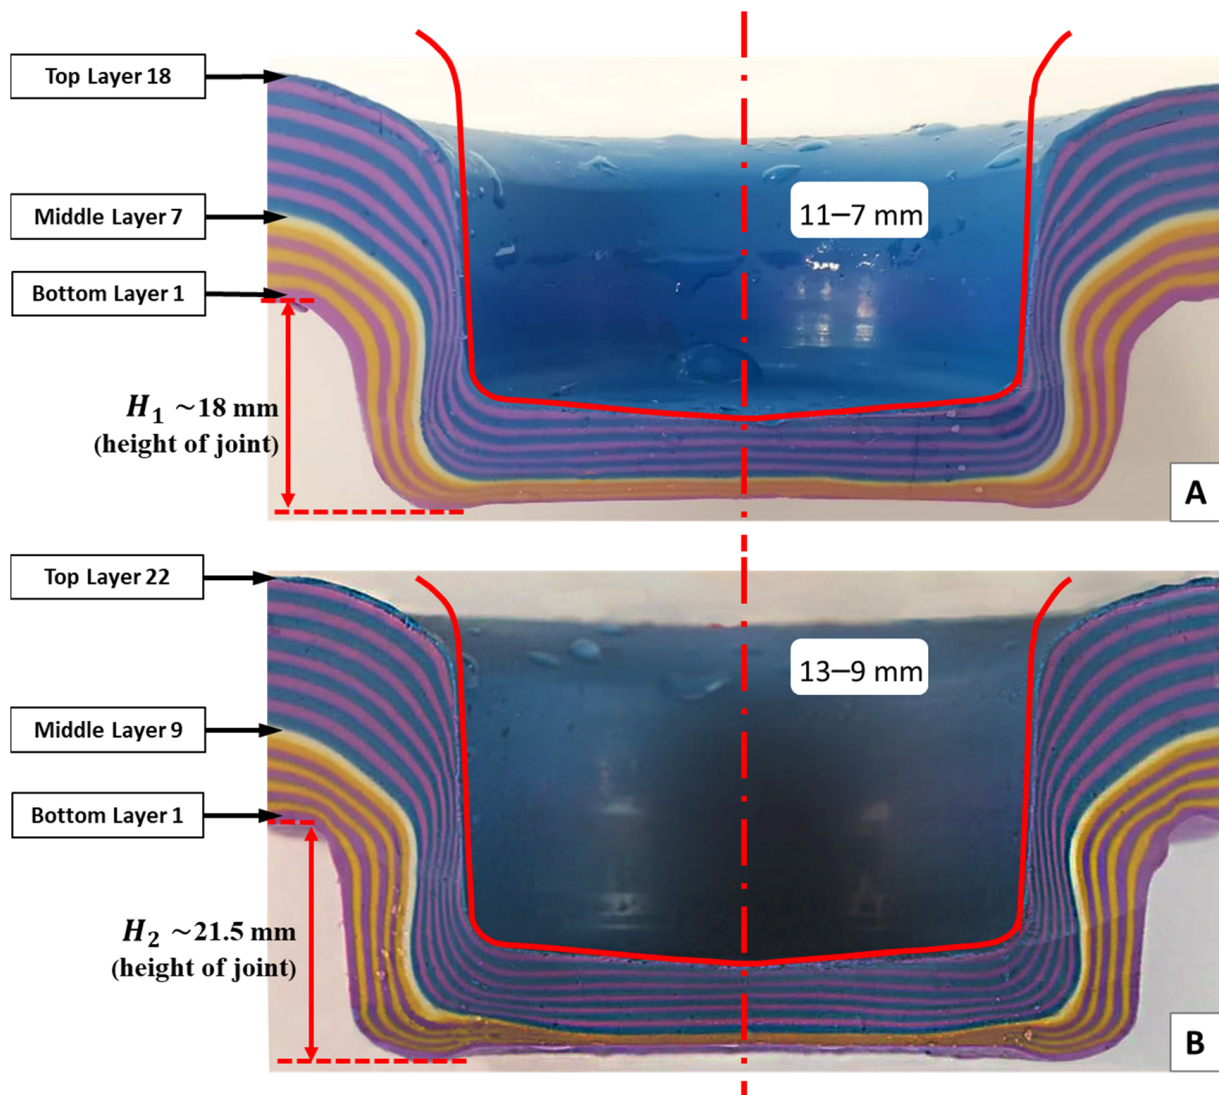 Top Layer 18
11–7 mm
Middle Layer 7
Bottom Layer 1
H₁ ~18 mm
(height of joint)
A
Top Layer 22
13–9 mm
Middle Layer 9
Bottom Layer 1
H₂ ~21.5 mm
(height of joint)
B